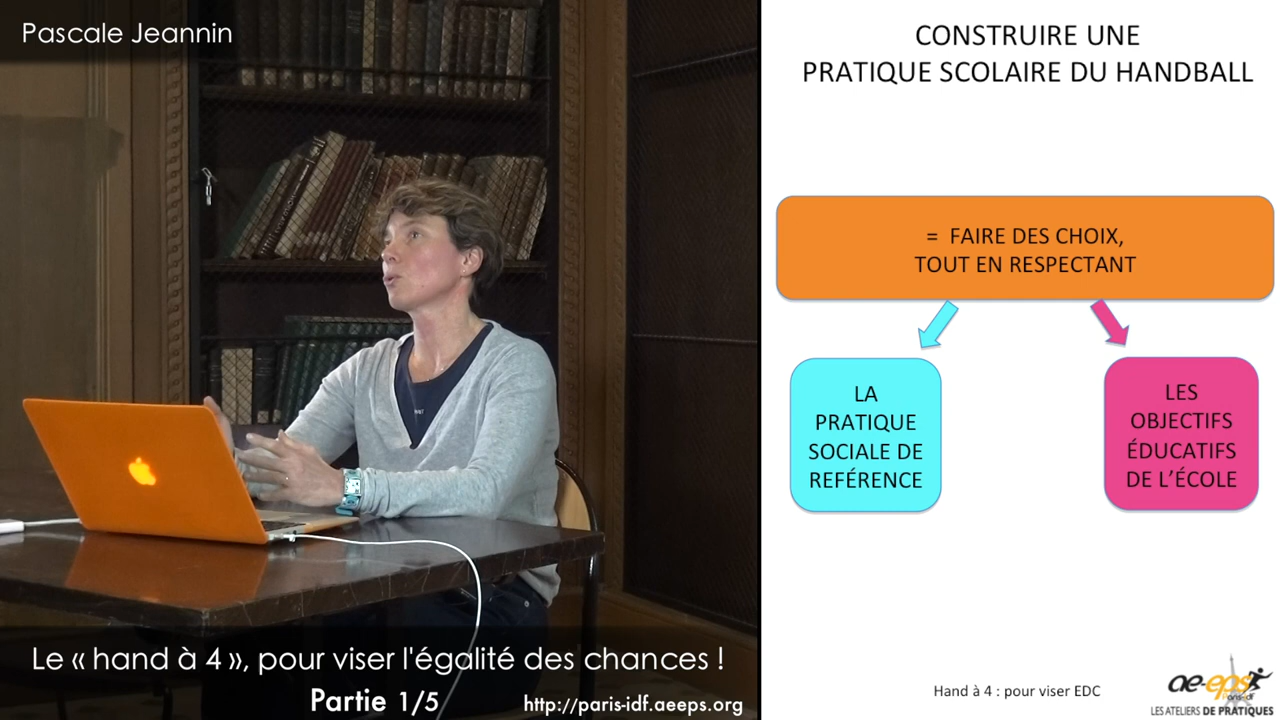 Pascale Jeannin
Le « hand à 4 », pour viser l'égalité des chances !
Partie 1/5
http://paris-idf.aeeps.org
CONSTRUIRE UNE
PRATIQUE SCOLAIRE DU HANDBALL
= FAIRE DES CHOIX,
TOUT EN RESPECTANT
LA
PRATIQUE
SOCIALE DE
REFÉRENCE
LES
OBJECTIFS
ÉDUCATIFS
DE L'ÉCOLE
Hand à 4 : pour viser EDC
ae-eps
Paris-idf
LES ATELIERS DE PRATIQUES